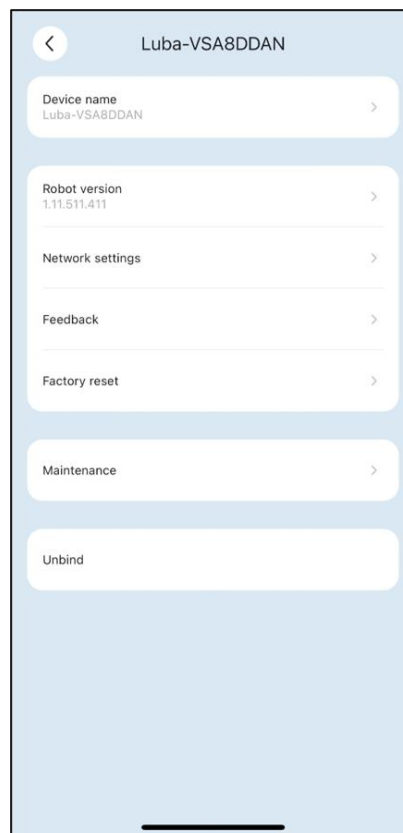 Luba-VSA8DDAN
Device name
Luba-VSA8DDAN
Robot version
1.11.511.411
Network settings
Feedback
Factory reset
Maintenance
Unbind